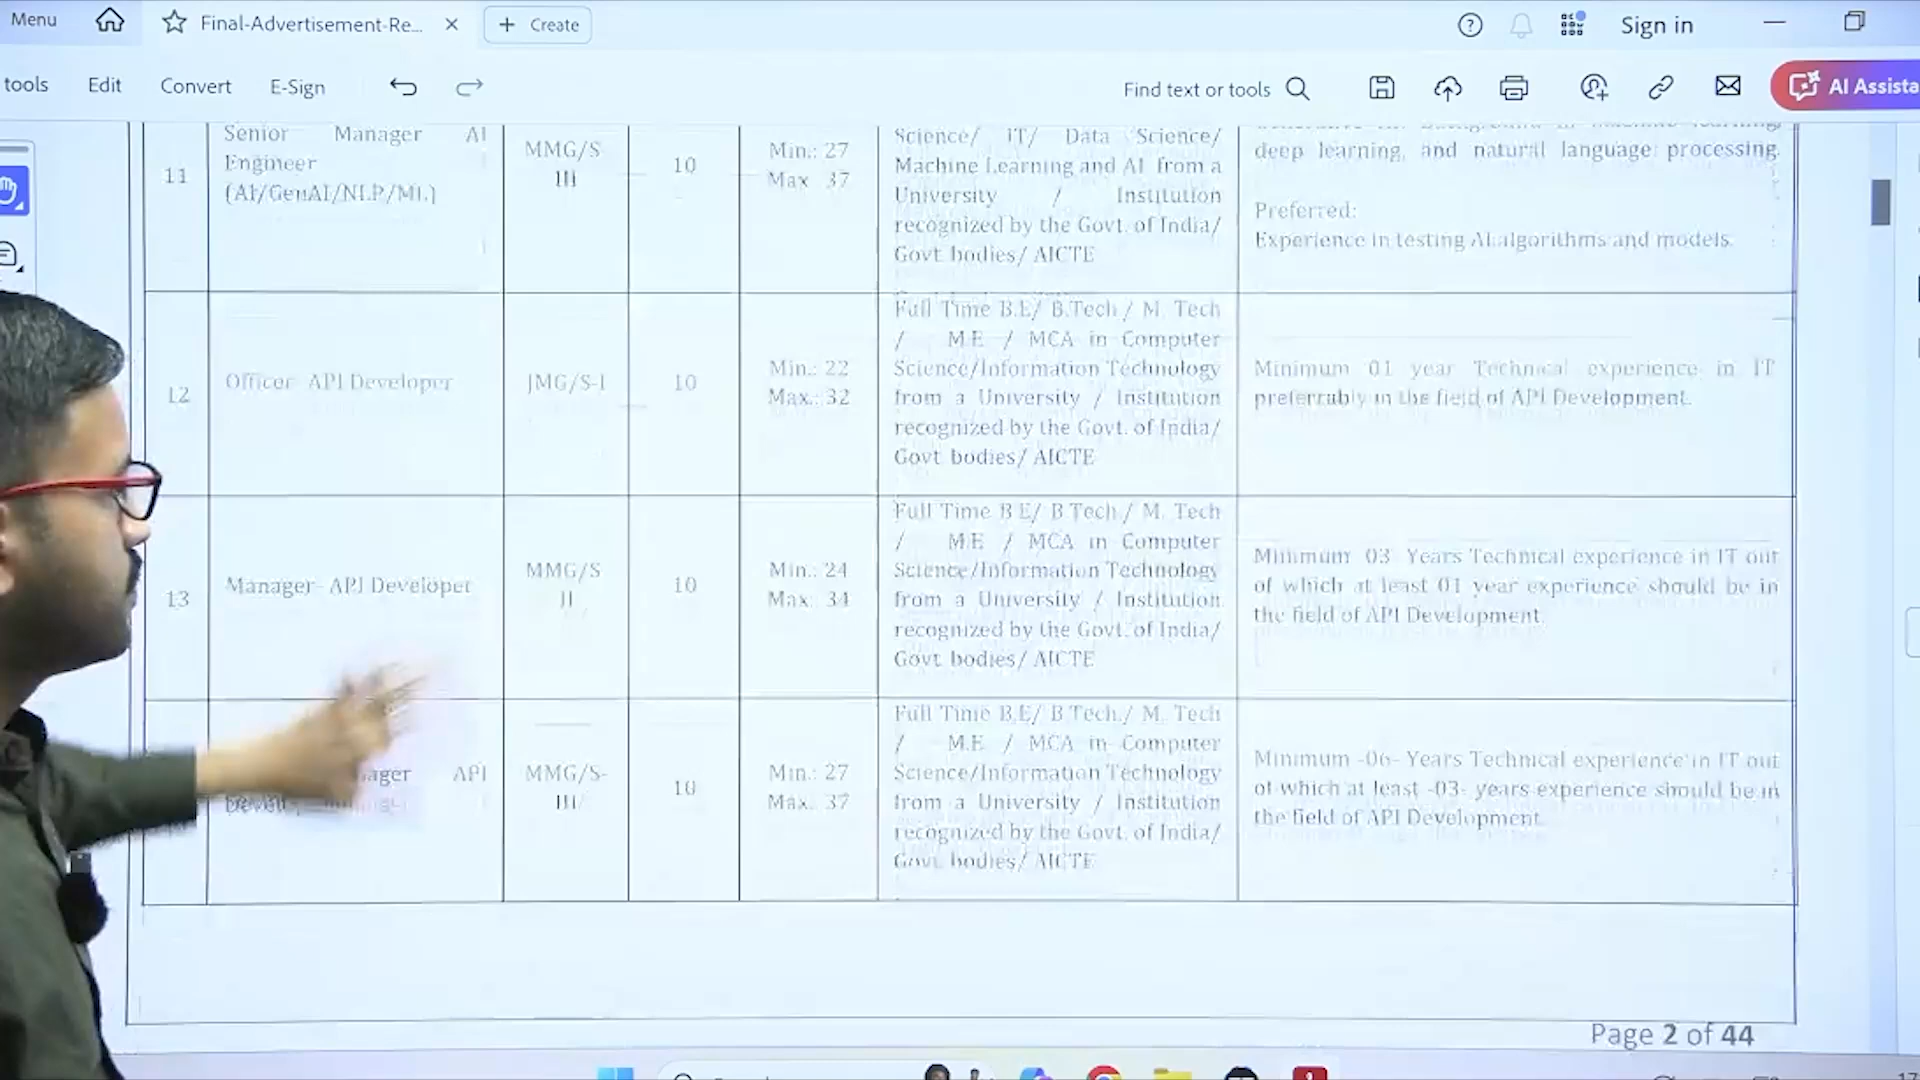 Menu
Final-Advertisement-Re...
Create
Sign in
tools
Edit
Convert
E-Sign
Find text or tools
AI Assista
11
Senior Manager AI
Engineer
(AI/GenAI/NLP/ML)
MMG/S
III
10
Min.: 27
Max 37
Science/ IT/ Data Science/
Machine Learning and AI from a
University / Institution
recognized by the Govt. of India/
Govt bodies/ AICTE
deep learning, and natural language processing.
Preferred:
Experience in testing AI algorithms and models.
12
Officer API Developer
JMG/S-I
10
Min.: 22
Max.: 32
Full Time B.E/ B.Tech / M. Tech
/ M.E / MCA in Computer
Science/Information Technology
from a University / Institution
recognized by the Govt. of India/
Govt bodies/ AICTE
Minimum 01 year Technical experience in IT
preferrably in the field of API Development.
13
Manager- API Developer
MMG/S
II
10
Min.: 24
Max: 34
Full Time B.E/ B.Tech / M. Tech
/ M.E / MCA in Computer
Science/Information Technology
from a University / Institution
recognized by the Govt. of India/
Govt bodies/ AICTE
Minimum 03 Years Technical experience in IT out
of which at least 01 year experience should be in
the field of API Development.
API
MMG/S-
III
10
Min.: 27
Max. 37
Full Time B.E/ B.Tech./ M. Tech
/ M.E / MCA in Computer
Science/Information Technology
from a University / Institution
recognized by the Govt. of India/
Govt bodies/ AICTE
Minimum -06- Years Technical experience in IT out
of which at least -03- years experience should be in
the field of API Development.
Page 2 of 44